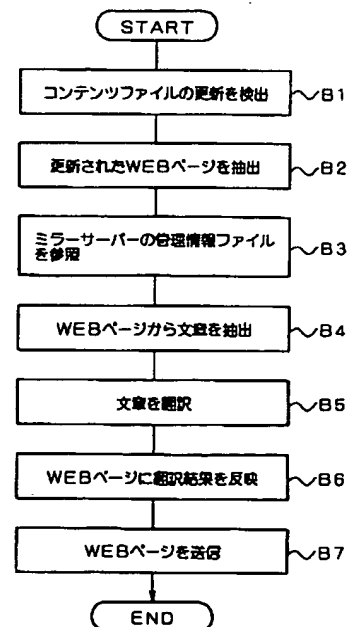 START
コンテンツファイルの更新を検出
B1
更新されたWEBページを抽出
B2
ミラーサーバーの管理情報ファイル
を参照
B3
WEBページから文章を抽出
B4
文章を翻訳
B5
WEBページに翻訳結果を反映
B6
WEBページを送信
B7
END